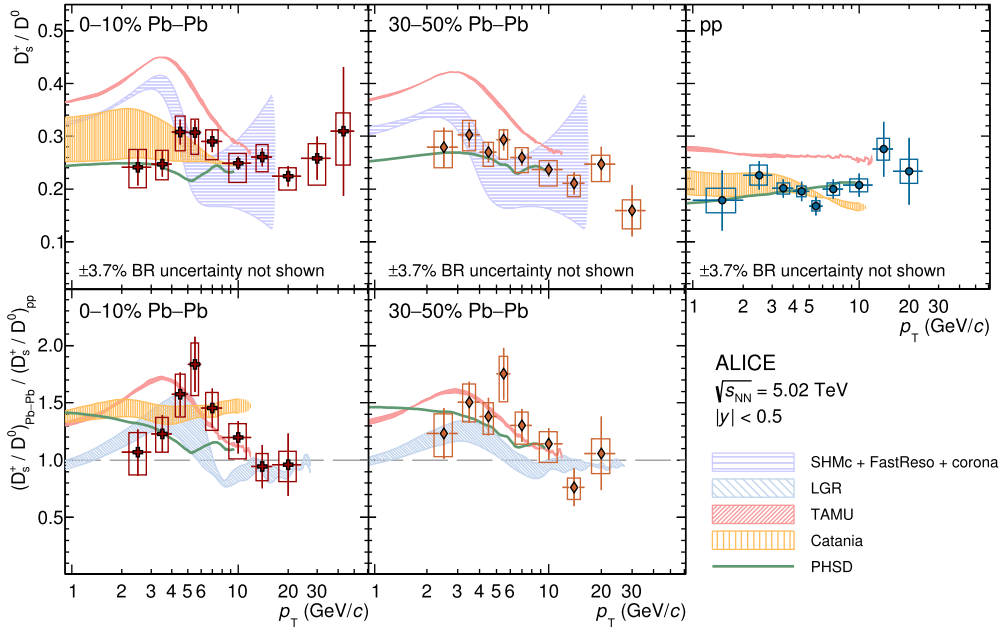 0–10% Pb–Pb
30–50% Pb–Pb
pp
D_s^+ / D^0
0.5
0.4
0.3
0.2
0.1
±3.7% BR uncertainty not shown
±3.7% BR uncertainty not shown
±3.7% BR uncertainty not shown
1 2 3 4 5 10 20 30
p_T (GeV/c)
0–10% Pb–Pb
30–50% Pb–Pb
(D_s^+ / D^0)_Pb–Pb / (D_s^+ / D^0)_pp
2.0
1.5
1.0
0.5
1 2 3 4 5 6 10 20 30
p_T (GeV/c)
1 2 3 4 5 6 10 20 30
p_T (GeV/c)
ALICE
√s_NN = 5.02 TeV
|y| < 0.5
SHMc + FastReso + corona
LGR
TAMU
Catania
PHSD